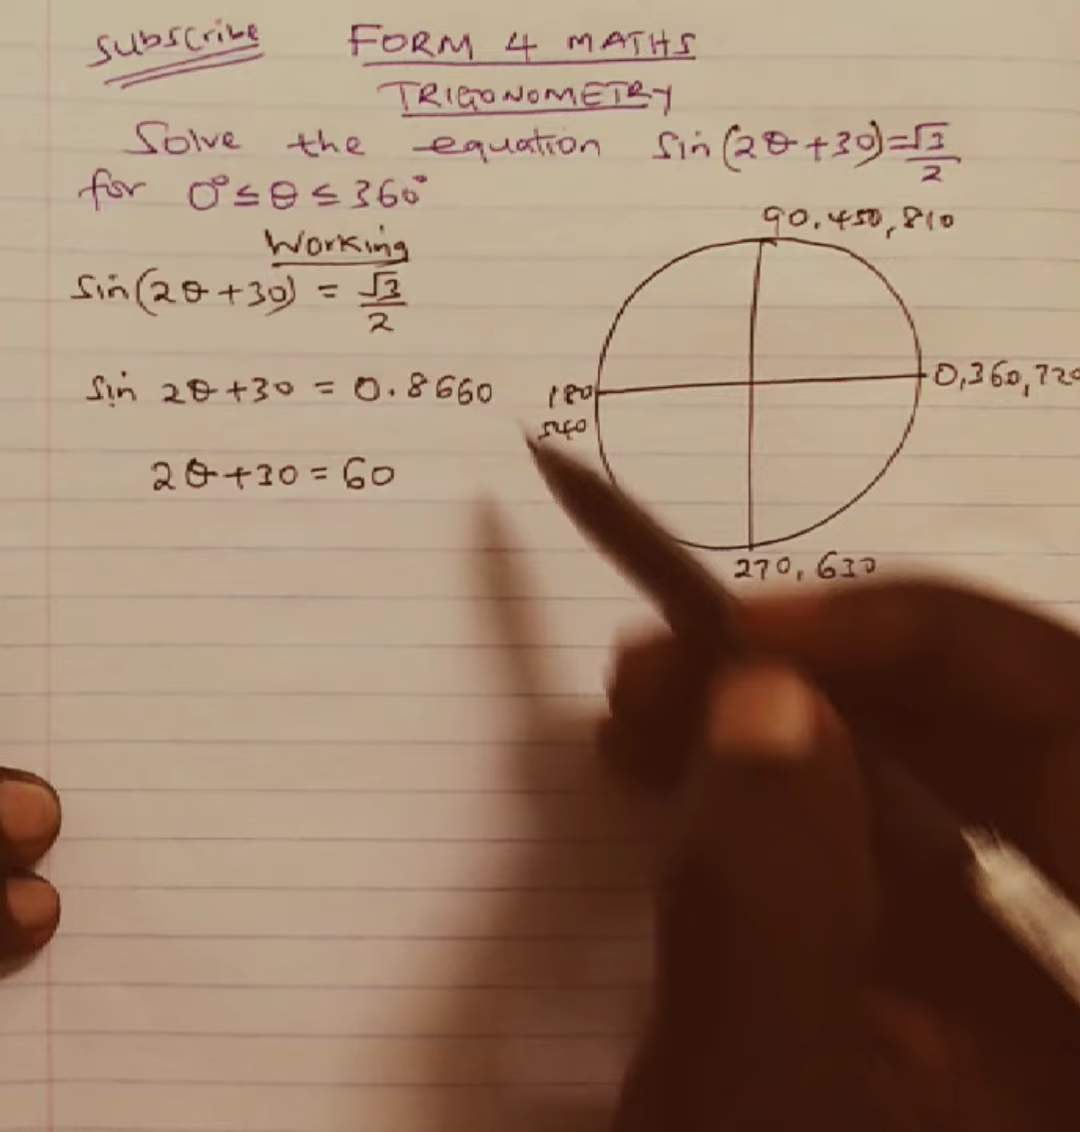 Subscribe FORM 4 MATHS
TRIGONOMETRY
Solve the equation Sin(2θ+30)=√3/2
for 0°≤θ≤360°
Working
Sin(2θ+30) = √3/2
Sin 2θ+30 = 0.8660
2θ+30 = 60
90, 450, 810
0, 360, 720
180
540
270, 630